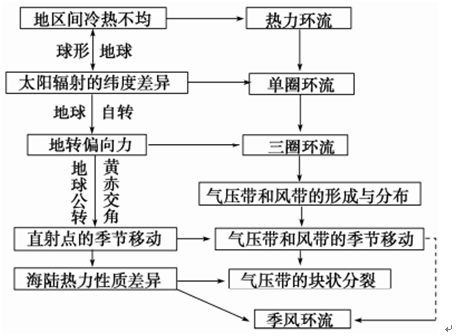 地区间冷热不均
热力环流
球形 地球
太阳辐射的纬度差异
单圈环流
地球 自转
地转偏向力
三圈环流
地球公转
黄赤交角
气压带和风带的形成与分布
直射点的季节移动
气压带和风带的季节移动
海陆热力性质差异
气压带的块状分裂
季风环流